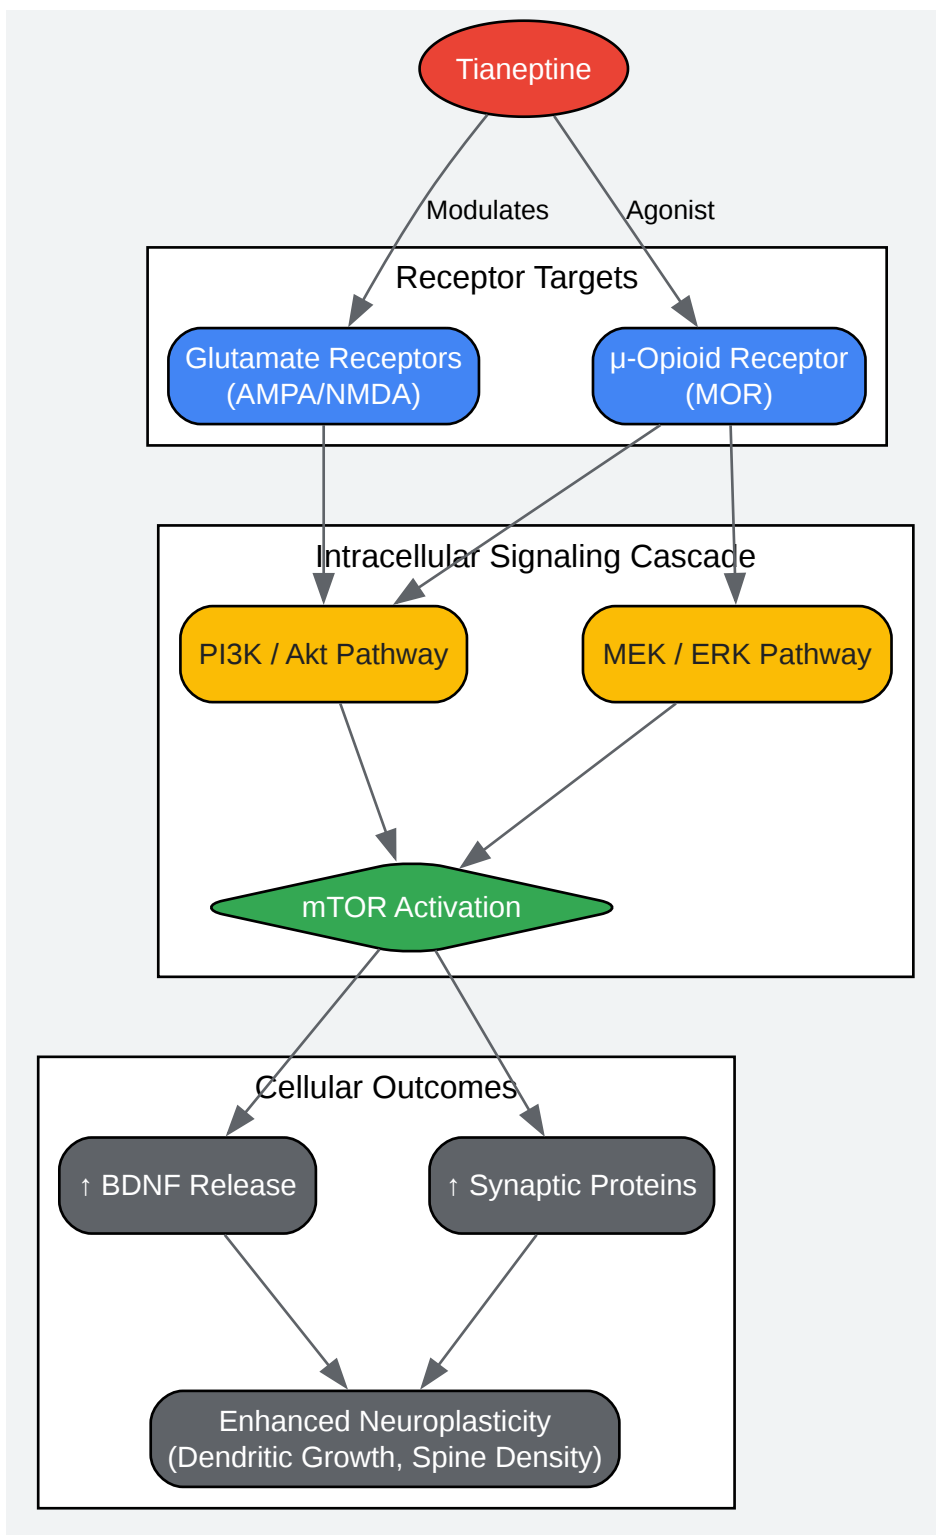 Tianeptine
Modulates
Agonist
Receptor Targets
Glutamate Receptors
(AMPA/NMDA)
μ-Opioid Receptor
(MOR)
Intracellular Signaling Cascade
PI3K / Akt Pathway
MEK / ERK Pathway
mTOR Activation
Cellular Outcomes
↑ BDNF Release
↑ Synaptic Proteins
Enhanced Neuroplasticity
(Dendritic Growth, Spine Density)